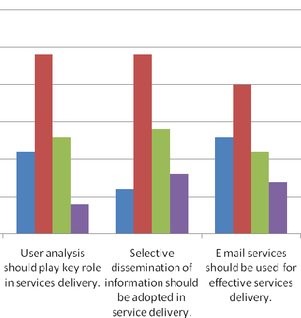 User analysis
should play key role
in services delivery.
Selective
dissemination of
information should
be adopted in
service delivery.
E mail services
should be used for
effective services
delivery.